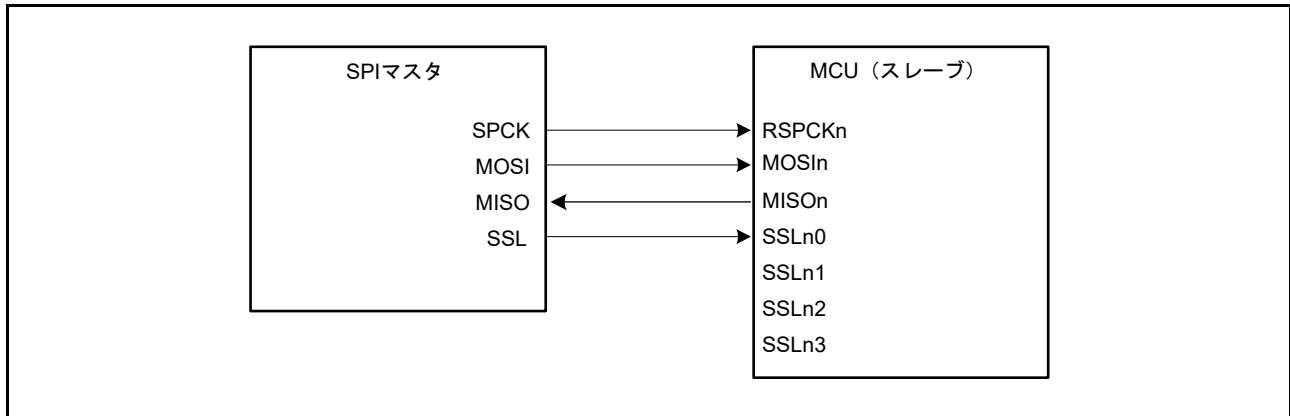 SPIマスタ
SPCK
MOSI
MISO
SSL
MCU（スレーブ）
RSPCKn
MOSIn
MISOn
SSLn0
SSLn1
SSLn2
SSLn3